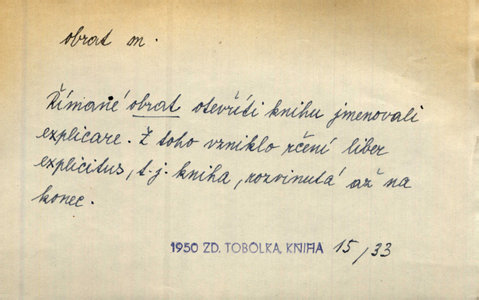 obrat m.
Římané obrat otevříti knihu jmenovali
explicare. Z toho vzniklo rčení liber
explicitus, t. j. kniha, rozvinutá až na
konec.
1950 ZD. TOBOLKA, KNIHA 15/33